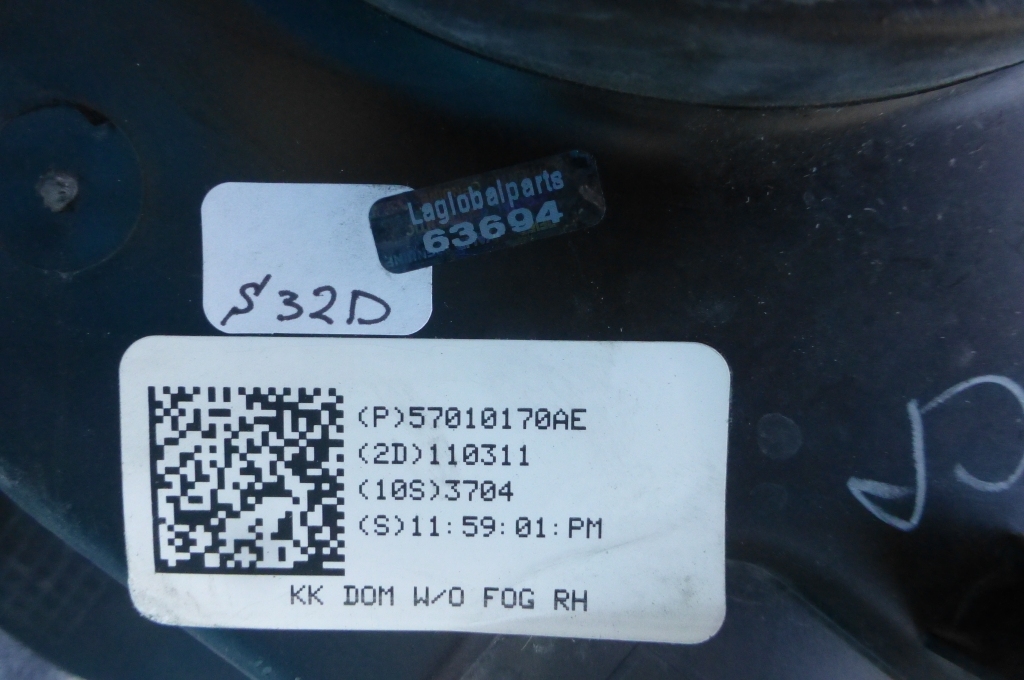 Laglobalparts
63694
S32D
(P)57010170AE
(2D)110311
(10S)3704
(S)11:59:01:PM
KK DOM W/O FOG RH